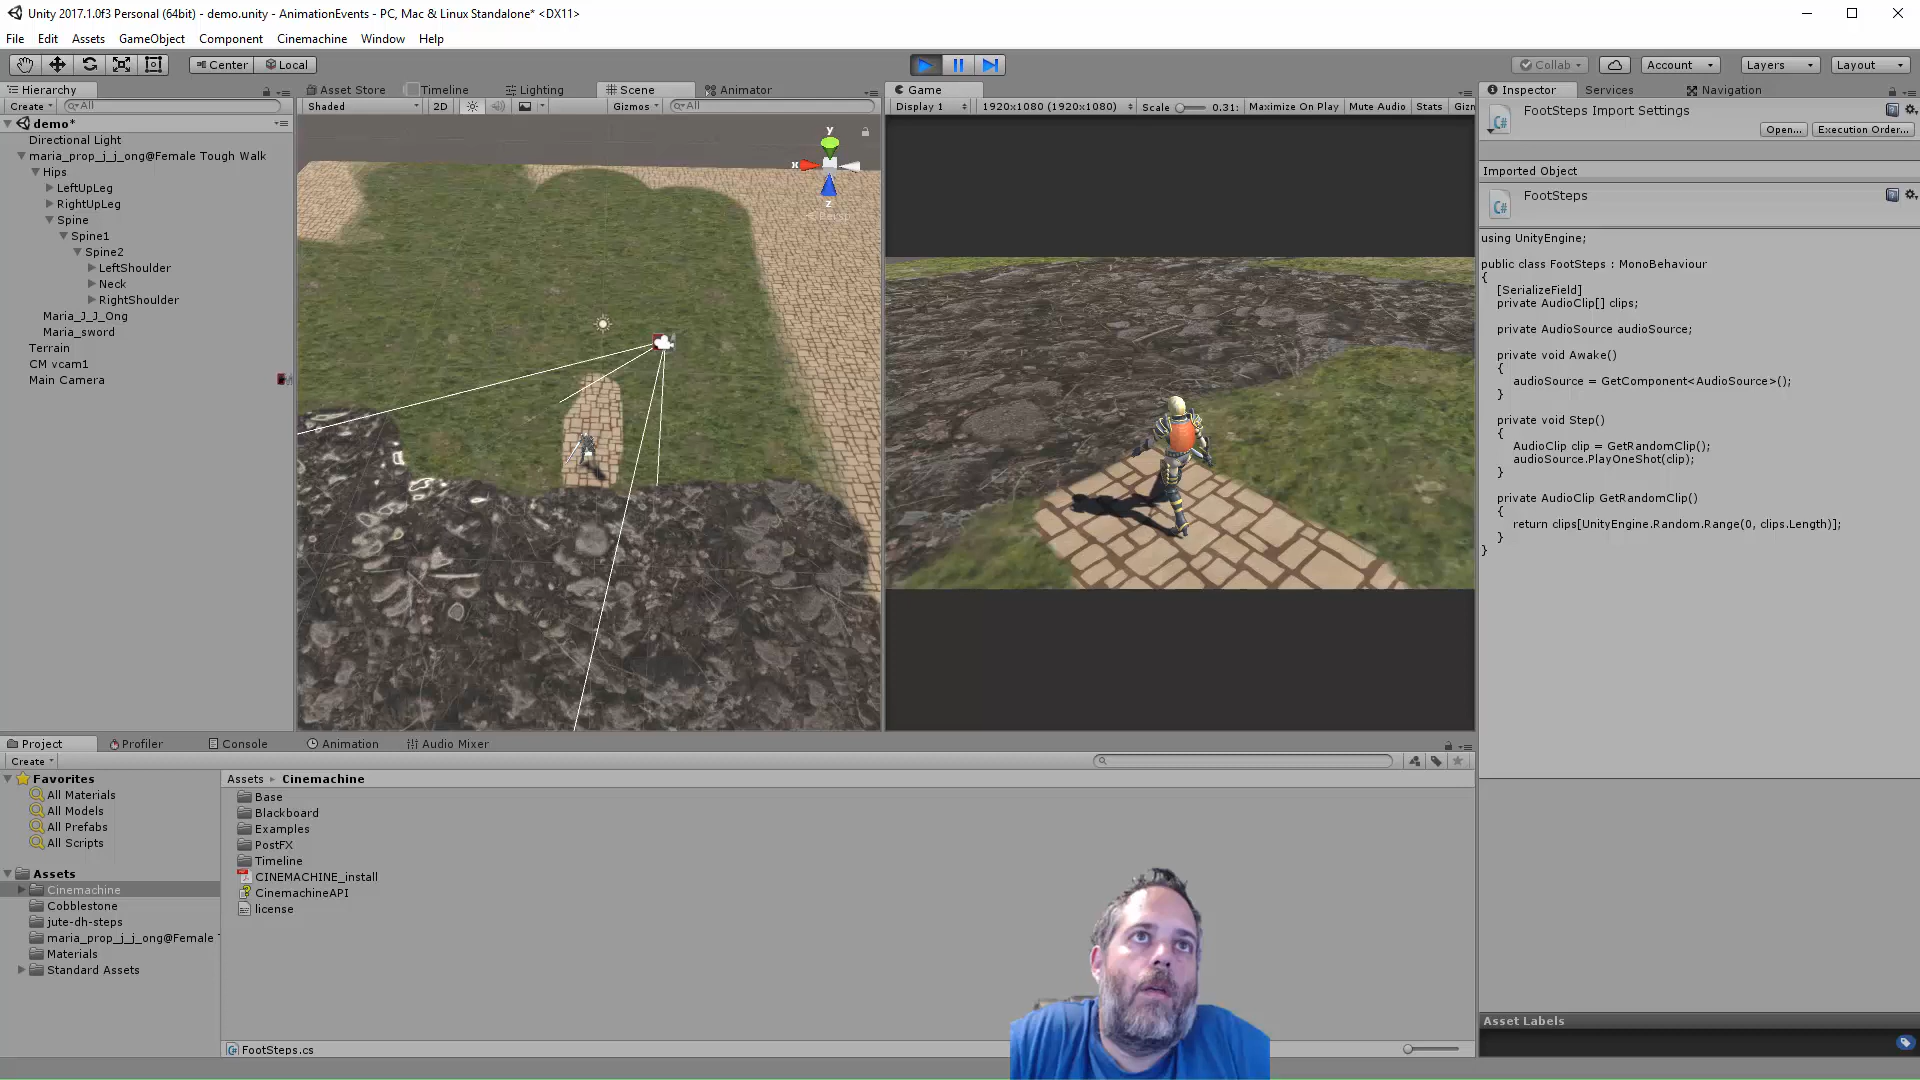 Unity 2017.1.0f3 Personal (64bit) - demo.unity - AnimationEvents - PC, Mac & Linux Standalone* <DX11>
File Edit Assets GameObject Component Cinemachine Window Help
Center Local Collab Account Layers Layout
Hierarchy
Create All
demo*
Directional Light
maria_prop_j_j_ong@Female Tough Walk
Hips
LeftUpLeg
RightUpLeg
Spine
Spine1
Spine2
LeftShoulder
Neck
RightShoulder
Maria_J_J_Ong
Maria_sword
Terrain
CM vcam1
Main Camera
Asset Store Timeline Lighting Scene Animator
Shaded 2D Gizmos All
y
x
z
Persp
Game
Display 1 1920x1080 (1920x1080) Scale 0.31: Maximize On Play Mute Audio Stats Gizn
Inspector Services Navigation
FootSteps Import Settings
Open... Execution Order...
Imported Object
FootSteps
using UnityEngine;
public class FootSteps : MonoBehaviour
{
[SerializeField]
private AudioClip[] clips;
private AudioSource audioSource;
private void Awake()
{
audioSource = GetComponent<AudioSource>();
}
private void Step()
{
AudioClip clip = GetRandomClip();
audioSource.PlayOneShot(clip);
}
private AudioClip GetRandomClip()
{
return clips[UnityEngine.Random.Range(0, clips.Length)];
}
}
Asset Labels
Project Profiler Console Animation Audio Mixer
Create
Favorites
All Materials
All Models
All Prefabs
All Scripts
Assets
Cinemachine
Cobblestone
jute-dh-steps
maria_prop_j_j_ong@Female T
Materials
Standard Assets
Assets Cinemachine
Base
Blackboard
Examples
PostFX
Timeline
CINEMACHINE_install
CinemachineAPI
license
FootSteps.cs